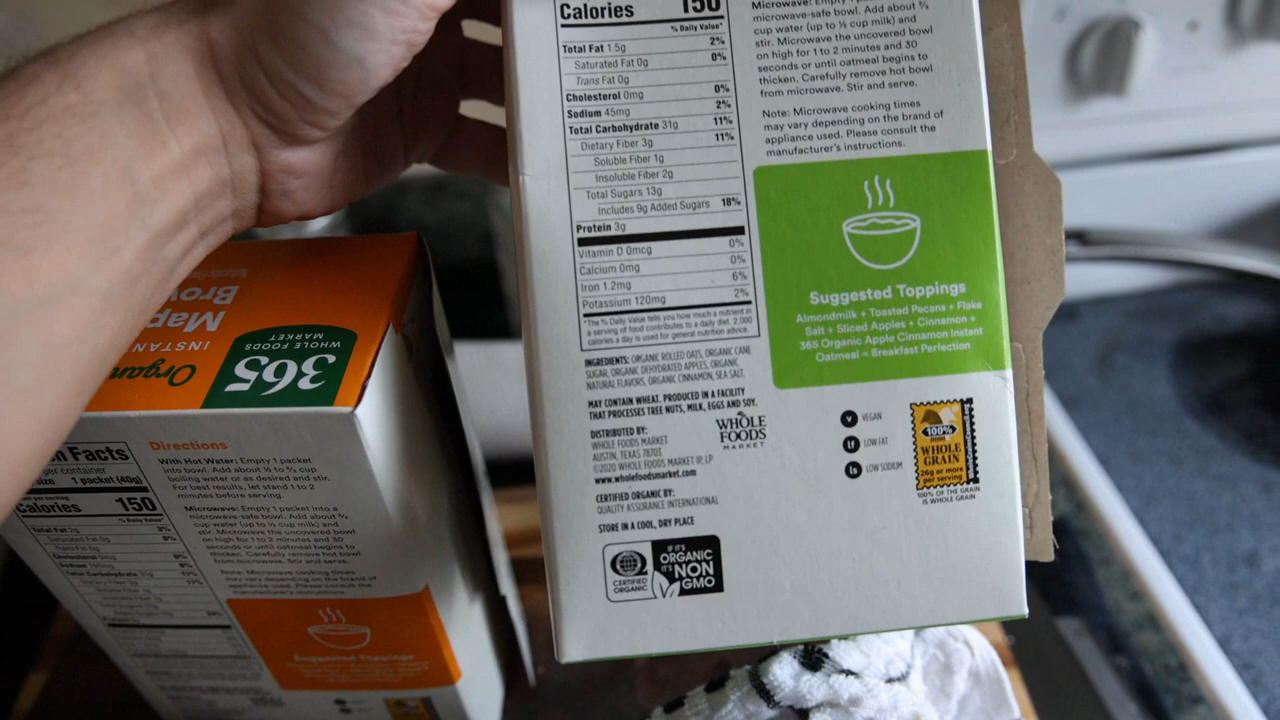 Calories 150
% Daily Value*
Total Fat 1.5g 2%
Saturated Fat 0g 0%
Trans Fat 0g
Cholesterol 0mg 0%
Sodium 45mg 2%
Total Carbohydrate 31g 11%
Dietary Fiber 3g 11%
Soluble Fiber 1g
Insoluble Fiber 2g
Total Sugars 13g
Includes 9g Added Sugars 18%
Protein 3g
Vitamin D 0mcg 0%
Calcium 0mg 0%
Iron 1.2mg 6%
Potassium 120mg 2%
*The % Daily Value tells you how much a nutrient in
a serving of food contributes to a daily diet. 2,000
calories a day is used for general nutrition advice.
INGREDIENTS: ORGANIC ROLLED OATS, ORGANIC CANE
SUGAR, ORGANIC DEHYDRATED APPLES, ORGANIC
NATURAL FLAVORS, ORGANIC CINNAMON, SEA SALT.
MAY CONTAIN WHEAT. PRODUCED IN A FACILITY
THAT PROCESSES TREE NUTS, MILK, EGGS AND SOY.
DISTRIBUTED BY:
WHOLE FOODS MARKET
AUSTIN, TEXAS 78703
©2020 WHOLE FOODS MARKET IP, LP
www.wholefoodsmarket.com
CERTIFIED ORGANIC BY:
QUALITY ASSURANCE INTERNATIONAL
STORE IN A COOL, DRY PLACE
WHOLE
FOODS
MARKET
CERTIFIED
ORGANIC
IF IT'S
ORGANIC
IT'S NON
GMO
Microwave: Empty 1
microwave-safe bowl. Add about ⅔
cup water (up to ½ cup milk) and
stir. Microwave the uncovered bowl
on high for 1 to 2 minutes and 30
seconds or until oatmeal begins to
thicken. Carefully remove hot bowl
from microwave. Stir and serve.
Note: Microwave cooking times
may vary depending on the brand of
appliance used. Please consult the
manufacturer's instructions.
Suggested Toppings
Almondmilk + Toasted Pecans + Flake
Salt + Sliced Apples + Cinnamon +
365 Organic Apple Cinnamon Instant
Oatmeal = Breakfast Perfection
V VEGAN
lf LOW FAT
ls LOW SODIUM
100%
WHOLE
GRAIN
26g or more
per serving
100% OF THE GRAIN
IS WHOLE GRAIN
365
WHOLE FOODS
MARKET
Organ
INSTAN
Map
Brow
n Facts
per container
size 1 packet (40g)
Calories 150
% Daily Value*
Total Fat 2g
Saturated Fat 0g
Trans Fat 0g
Directions
With Hot Water: Empty 1 packet
into bowl. Add about ½ to ⅔ cup
boiling water or as desired and stir.
For best results, let stand 1 to 2
minutes before serving.
Microwave: Empty 1 packet into a
microwave-safe bowl. Add about ⅔
cup water (up to ½ cup milk) and
stir. Microwave the uncovered bowl
on high for 1 to 2 minutes and 30
seconds or until oatmeal begins to
thicken. Carefully remove hot bowl
from microwave. Stir and serve.
Note: Microwave cooking times
may vary depending on the brand of
appliance used. Please consult the
manufacturer's instructions.
Suggested Toppings